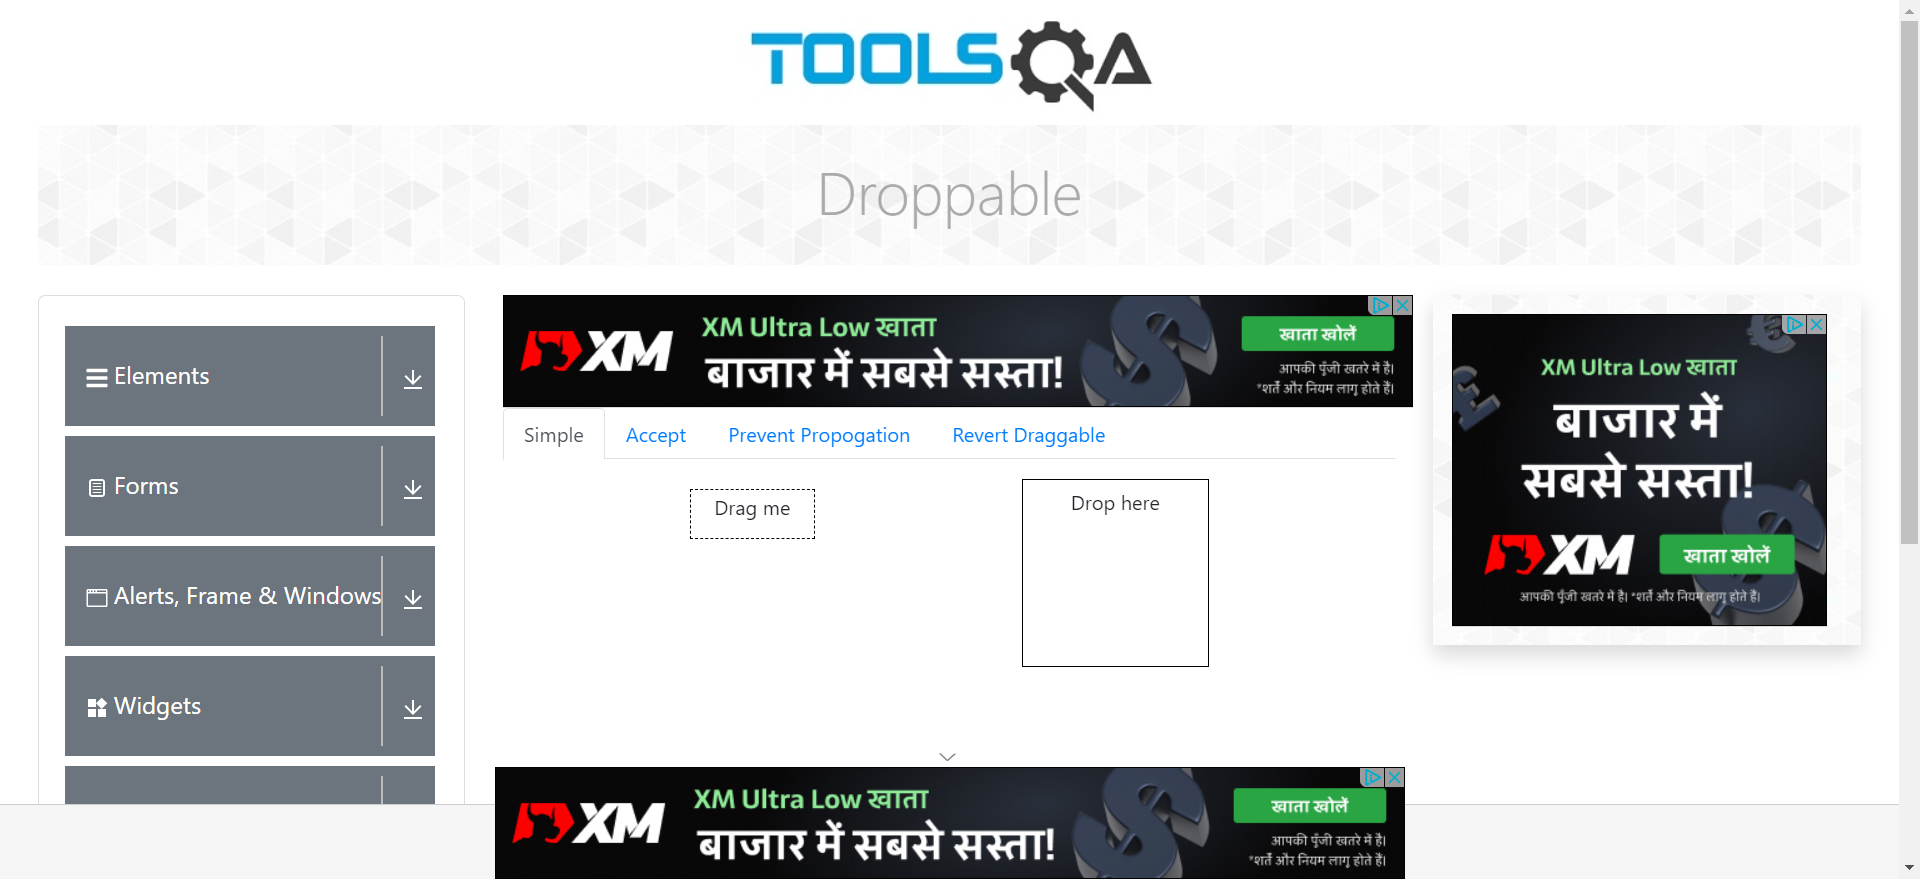 TOOLSQA
Droppable
Elements
Forms
Alerts, Frame & Windows
Widgets
XM
XM Ultra Low खाता
बाजार में सबसे सस्ता!
खाता खोलें
आपकी पूँजी खतरे में है।
*शर्तें और नियम लागू होते हैं।
Simple
Accept
Prevent Propogation
Revert Draggable
Drag me
Drop here
XM Ultra Low खाता
बाजार में
सबसे सस्ता!
XM
खाता खोलें
आपकी पूँजी खतरे में है। *शर्तें और नियम लागू होते हैं।
XM
XM Ultra Low खाता
बाजार में सबसे सस्ता!
खाता खोलें
आपकी पूँजी खतरे में है।
*शर्तें और नियम लागू होते हैं।